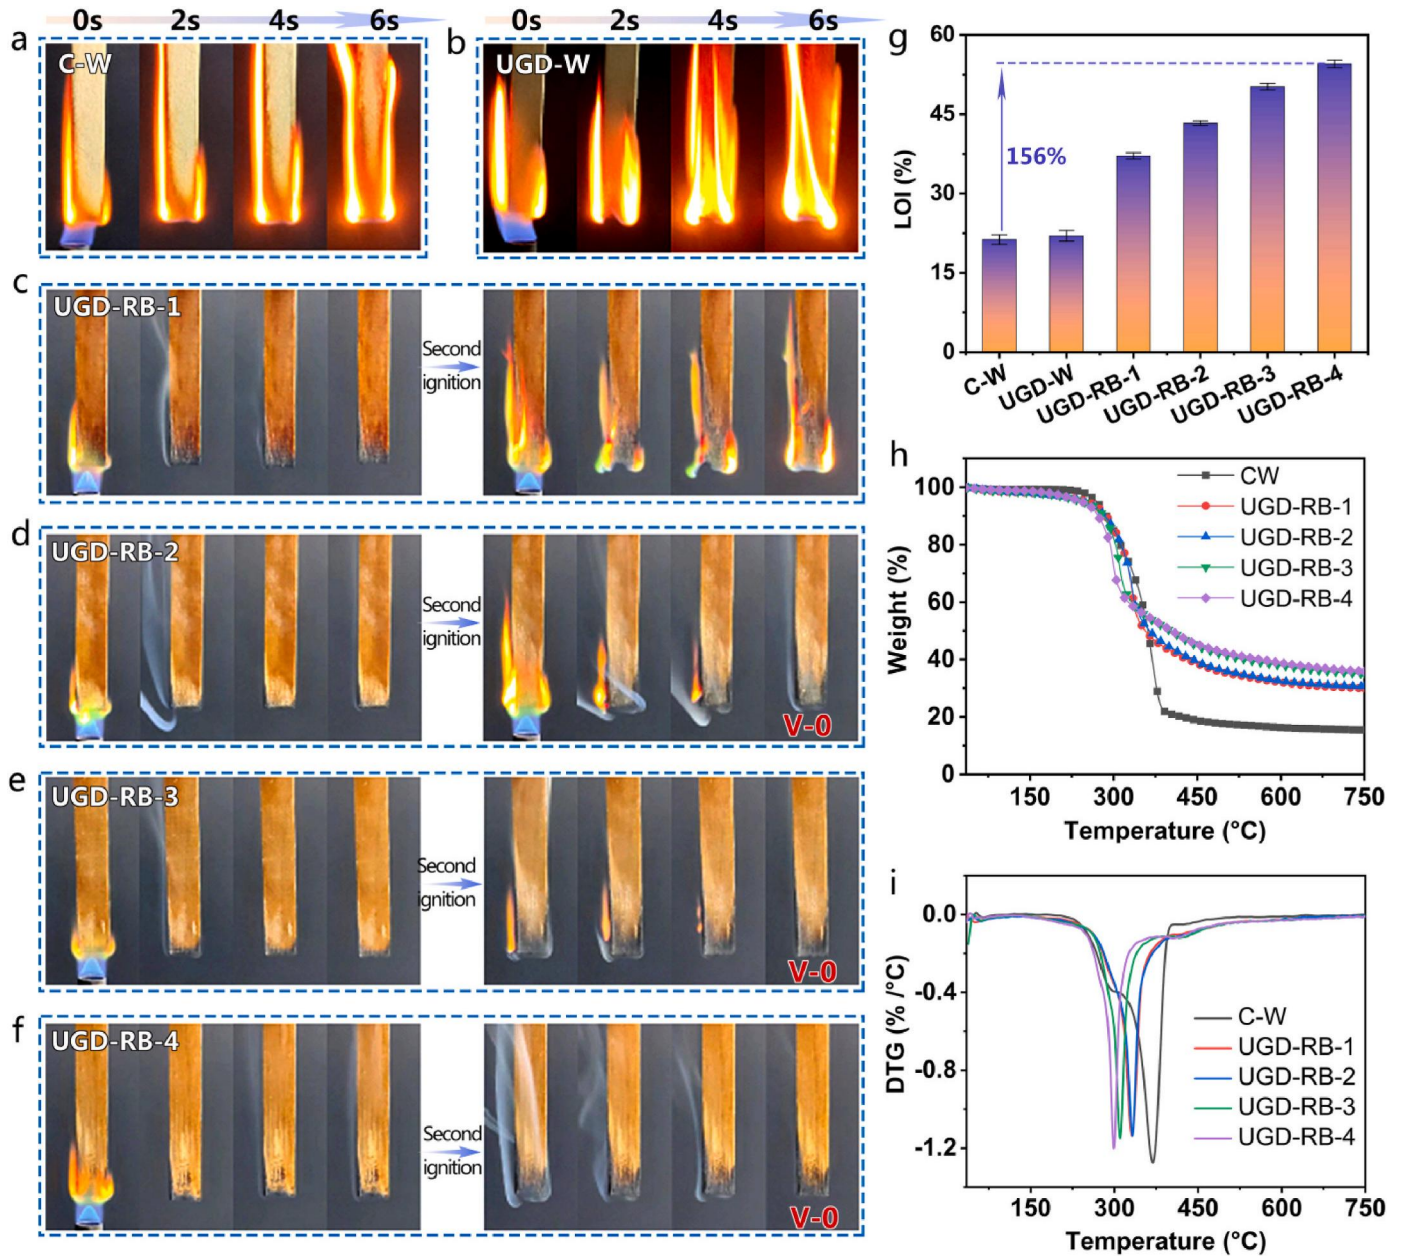 0s 2s 4s 6s 0s 2s 4s 6s
a
C-W
b
UGD-W
c
UGD-RB-1
Second
ignition
d
UGD-RB-2
Second
ignition
V-0
e
UGD-RB-3
Second
ignition
V-0
f
UGD-RB-4
Second
ignition
V-0
g
60
45
30
15
0
LOI (%)
156%
C-W
UGD-W
UGD-RB-1
UGD-RB-2
UGD-RB-3
UGD-RB-4
h
100
80
60
40
20
0
Weight (%)
CW
UGD-RB-1
UGD-RB-2
UGD-RB-3
UGD-RB-4
150 300 450 600 750
Temperature (°C)
i
0.0
-0.4
-0.8
-1.2
DTG (% /°C)
C-W
UGD-RB-1
UGD-RB-2
UGD-RB-3
UGD-RB-4
150 300 450 600 750
Temperature (°C)